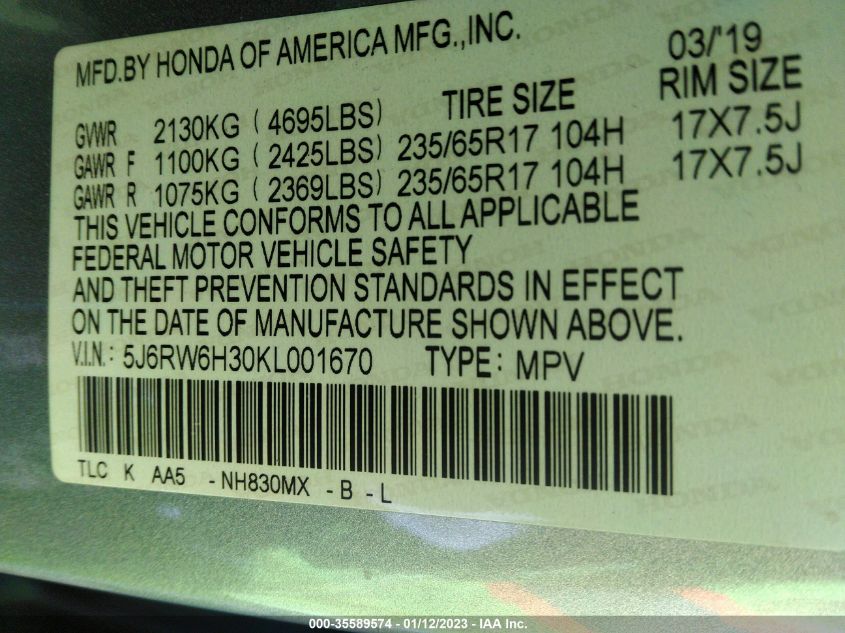 MFD.BY HONDA OF AMERICA MFG.,INC. 03/'19
TIRE SIZE RIM SIZE
GVWR 2130KG ( 4695LBS)
GAWR F 1100KG ( 2425LBS) 235/65R17 104H 17X7.5J
GAWR R 1075KG ( 2369LBS) 235/65R17 104H 17X7.5J
THIS VEHICLE CONFORMS TO ALL APPLICABLE
FEDERAL MOTOR VEHICLE SAFETY
AND THEFT PREVENTION STANDARDS IN EFFECT
ON THE DATE OF MANUFACTURE SHOWN ABOVE.
V.I.N.: 5J6RW6H30KL001670 TYPE: MPV
TLC K AA5 - NH830MX - B - L
000-35589574 - 01/12/2023 - IAA Inc.